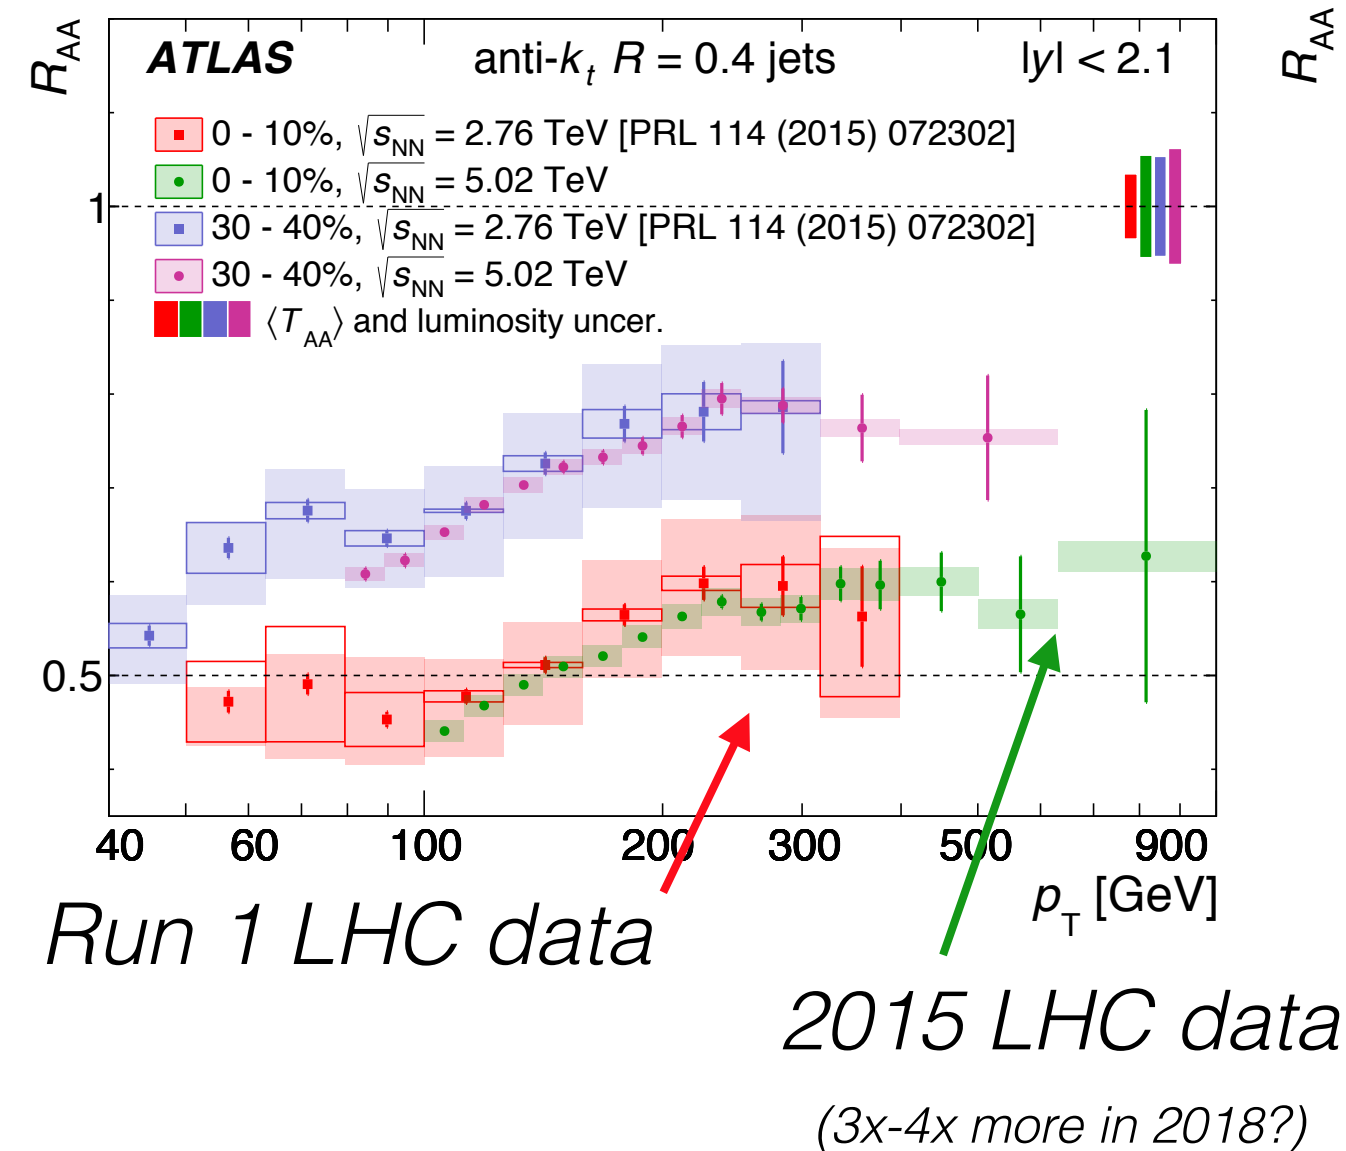 R_AA
ATLAS anti-k_t R = 0.4 jets |y| < 2.1
R_AA
0 - 10%, √s_NN = 2.76 TeV [PRL 114 (2015) 072302]
0 - 10%, √s_NN = 5.02 TeV
1
30 - 40%, √s_NN = 2.76 TeV [PRL 114 (2015) 072302]
30 - 40%, √s_NN = 5.02 TeV
⟨T_AA⟩ and luminosity uncer.
0.5
40 60 100 200 300 500 900
p_T [GeV]
Run 1 LHC data
2015 LHC data
(3x-4x more in 2018?)